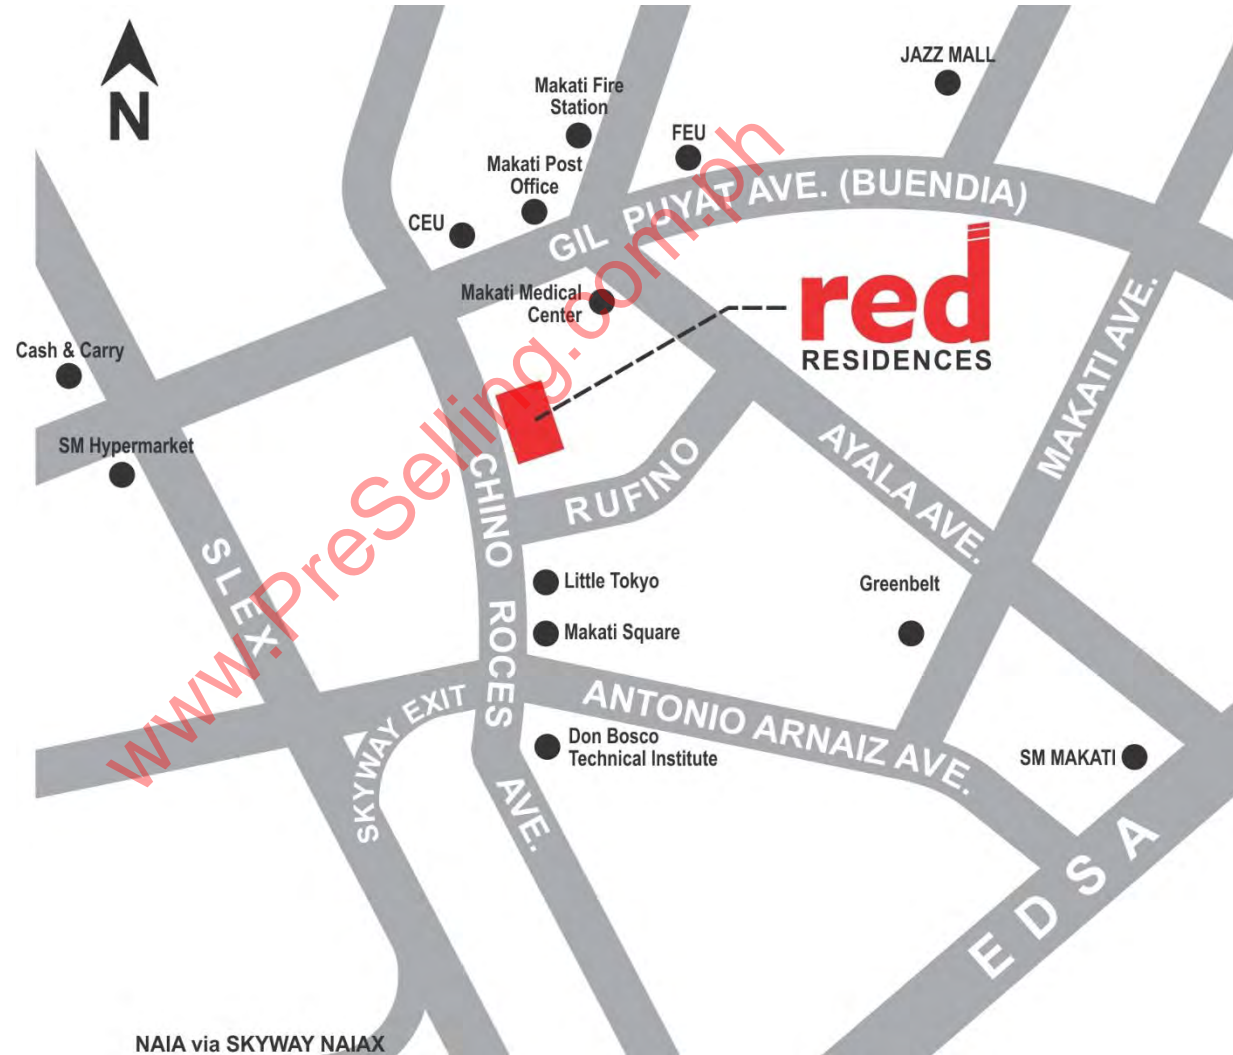 N
JAZZ MALL
Makati Fire
Station
FEU
Makati Post
Office
CEU
GIL PUYAT AVE. (BUENDIA)
Makati Medical
Center
red
RESIDENCES
MAKATI AVE.
Cash & Carry
SM Hypermarket
AYALA AVE.
RUFINO
CHINO ROCES AVE.
SLEX
Little Tokyo
Greenbelt
Makati Square
SKYWAY EXIT
ANTONIO ARNAIZ AVE.
Don Bosco
Technical Institute
SM MAKATI
EDSA
NAIA via SKYWAY NAIAX
www.PreSelling.com.ph